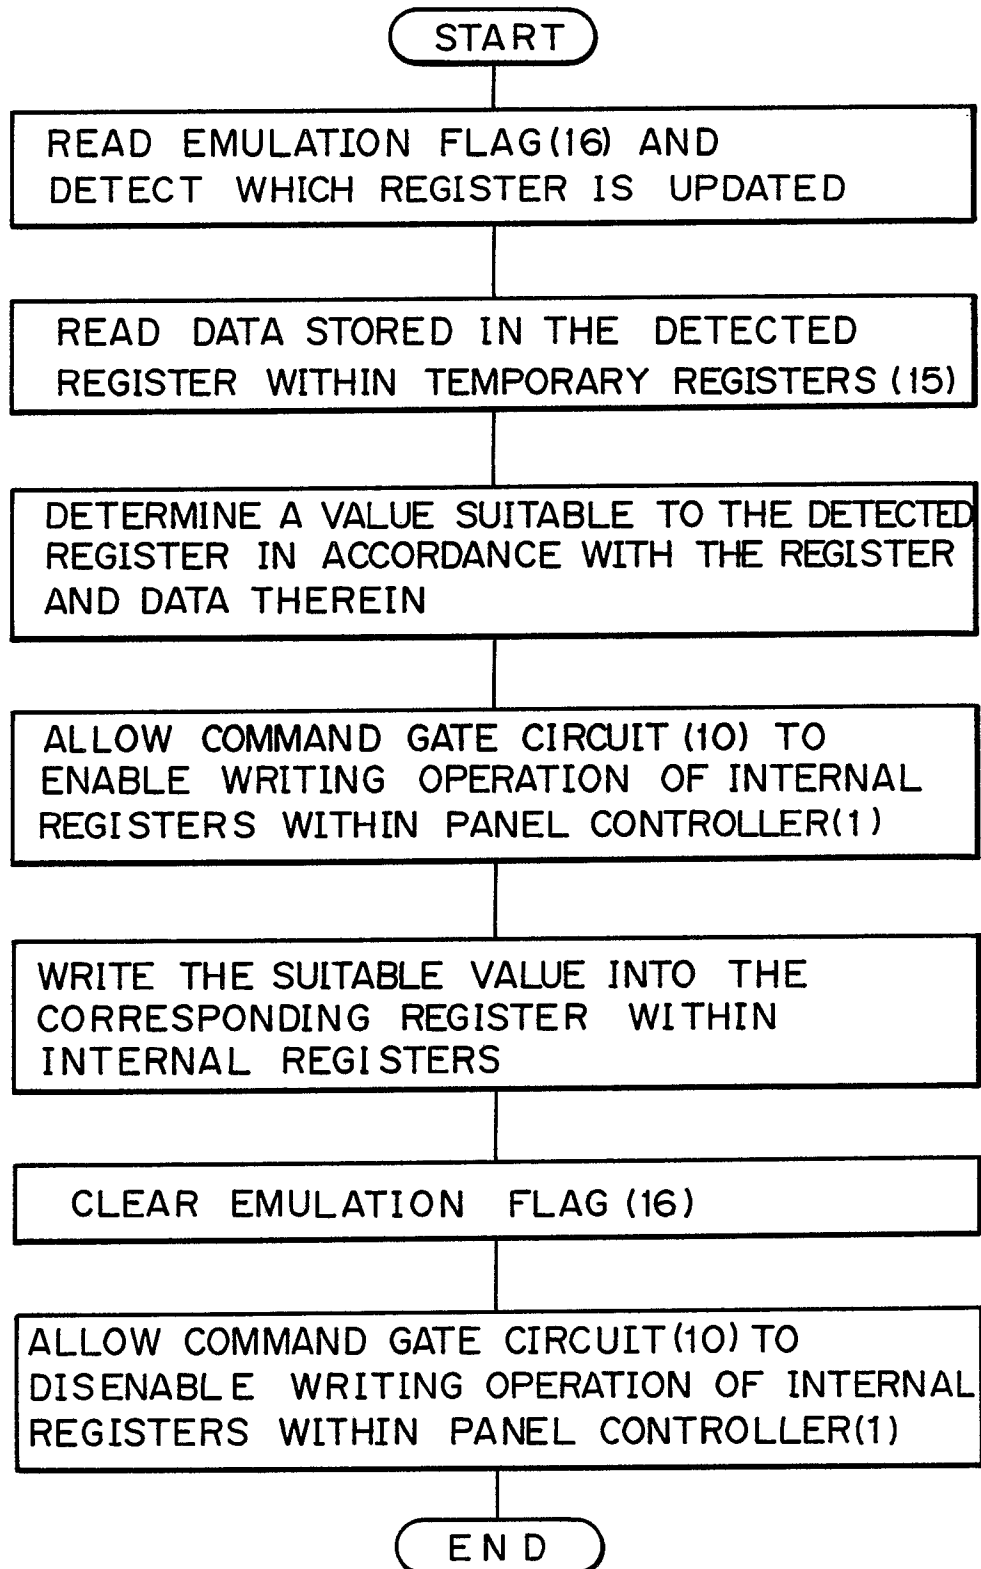 START
READ EMULATION FLAG(16) AND
DETECT WHICH REGISTER IS UPDATED
READ DATA STORED IN THE DETECTED
REGISTER WITHIN TEMPORARY REGISTERS (15)
DETERMINE A VALUE SUITABLE TO THE DETECTED
REGISTER IN ACCORDANCE WITH THE REGISTER
AND DATA THEREIN
ALLOW COMMAND GATE CIRCUIT (10) TO
ENABLE WRITING OPERATION OF INTERNAL
REGISTERS WITHIN PANEL CONTROLLER(1)
WRITE THE SUITABLE VALUE INTO THE
CORRESPONDING REGISTER WITHIN
INTERNAL REGISTERS
CLEAR EMULATION FLAG (16)
ALLOW COMMAND GATE CIRCUIT(10) TO
DISENABLE WRITING OPERATION OF INTERNAL
REGISTERS WITHIN PANEL CONTROLLER(1)
END